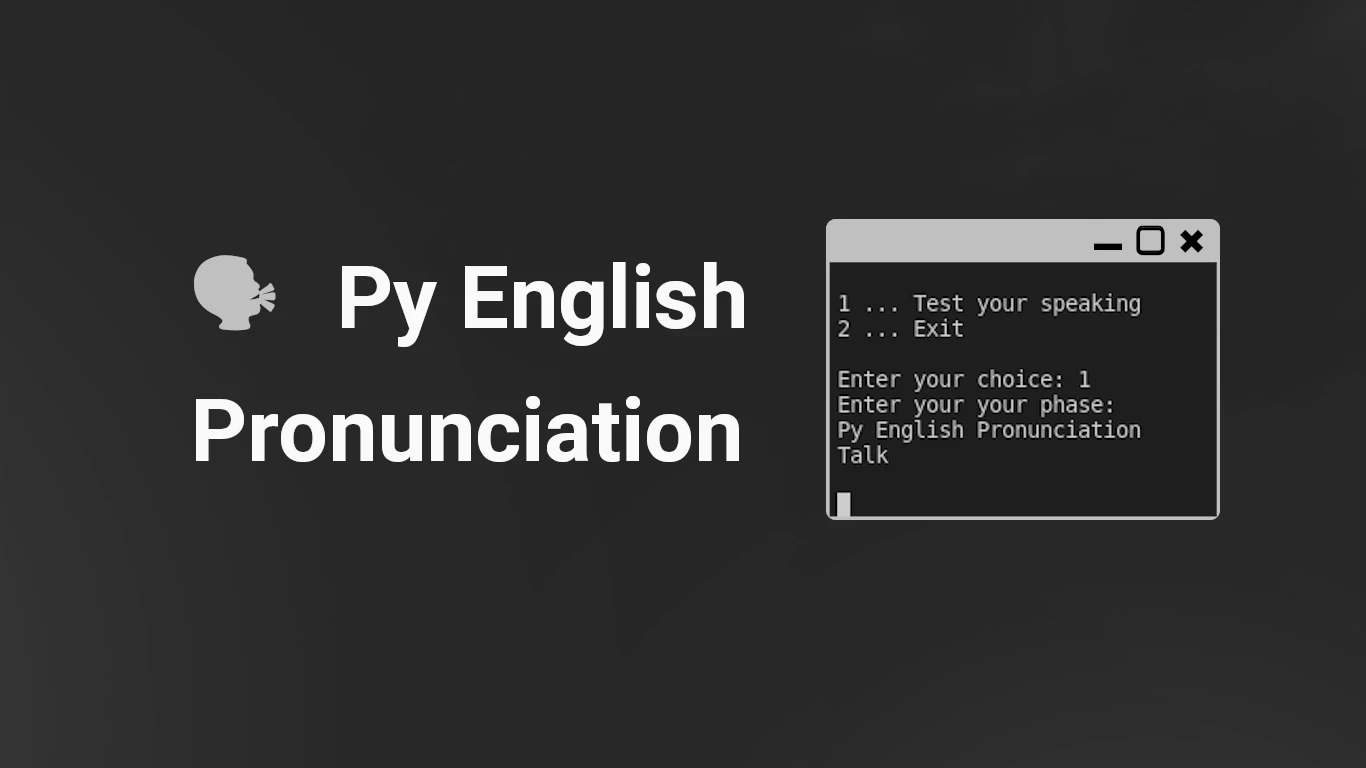 Py English
Pronunciation
1 ... Test your speaking
2 ... Exit
Enter your choice: 1
Enter your your phase:
Py English Pronunciation
Talk